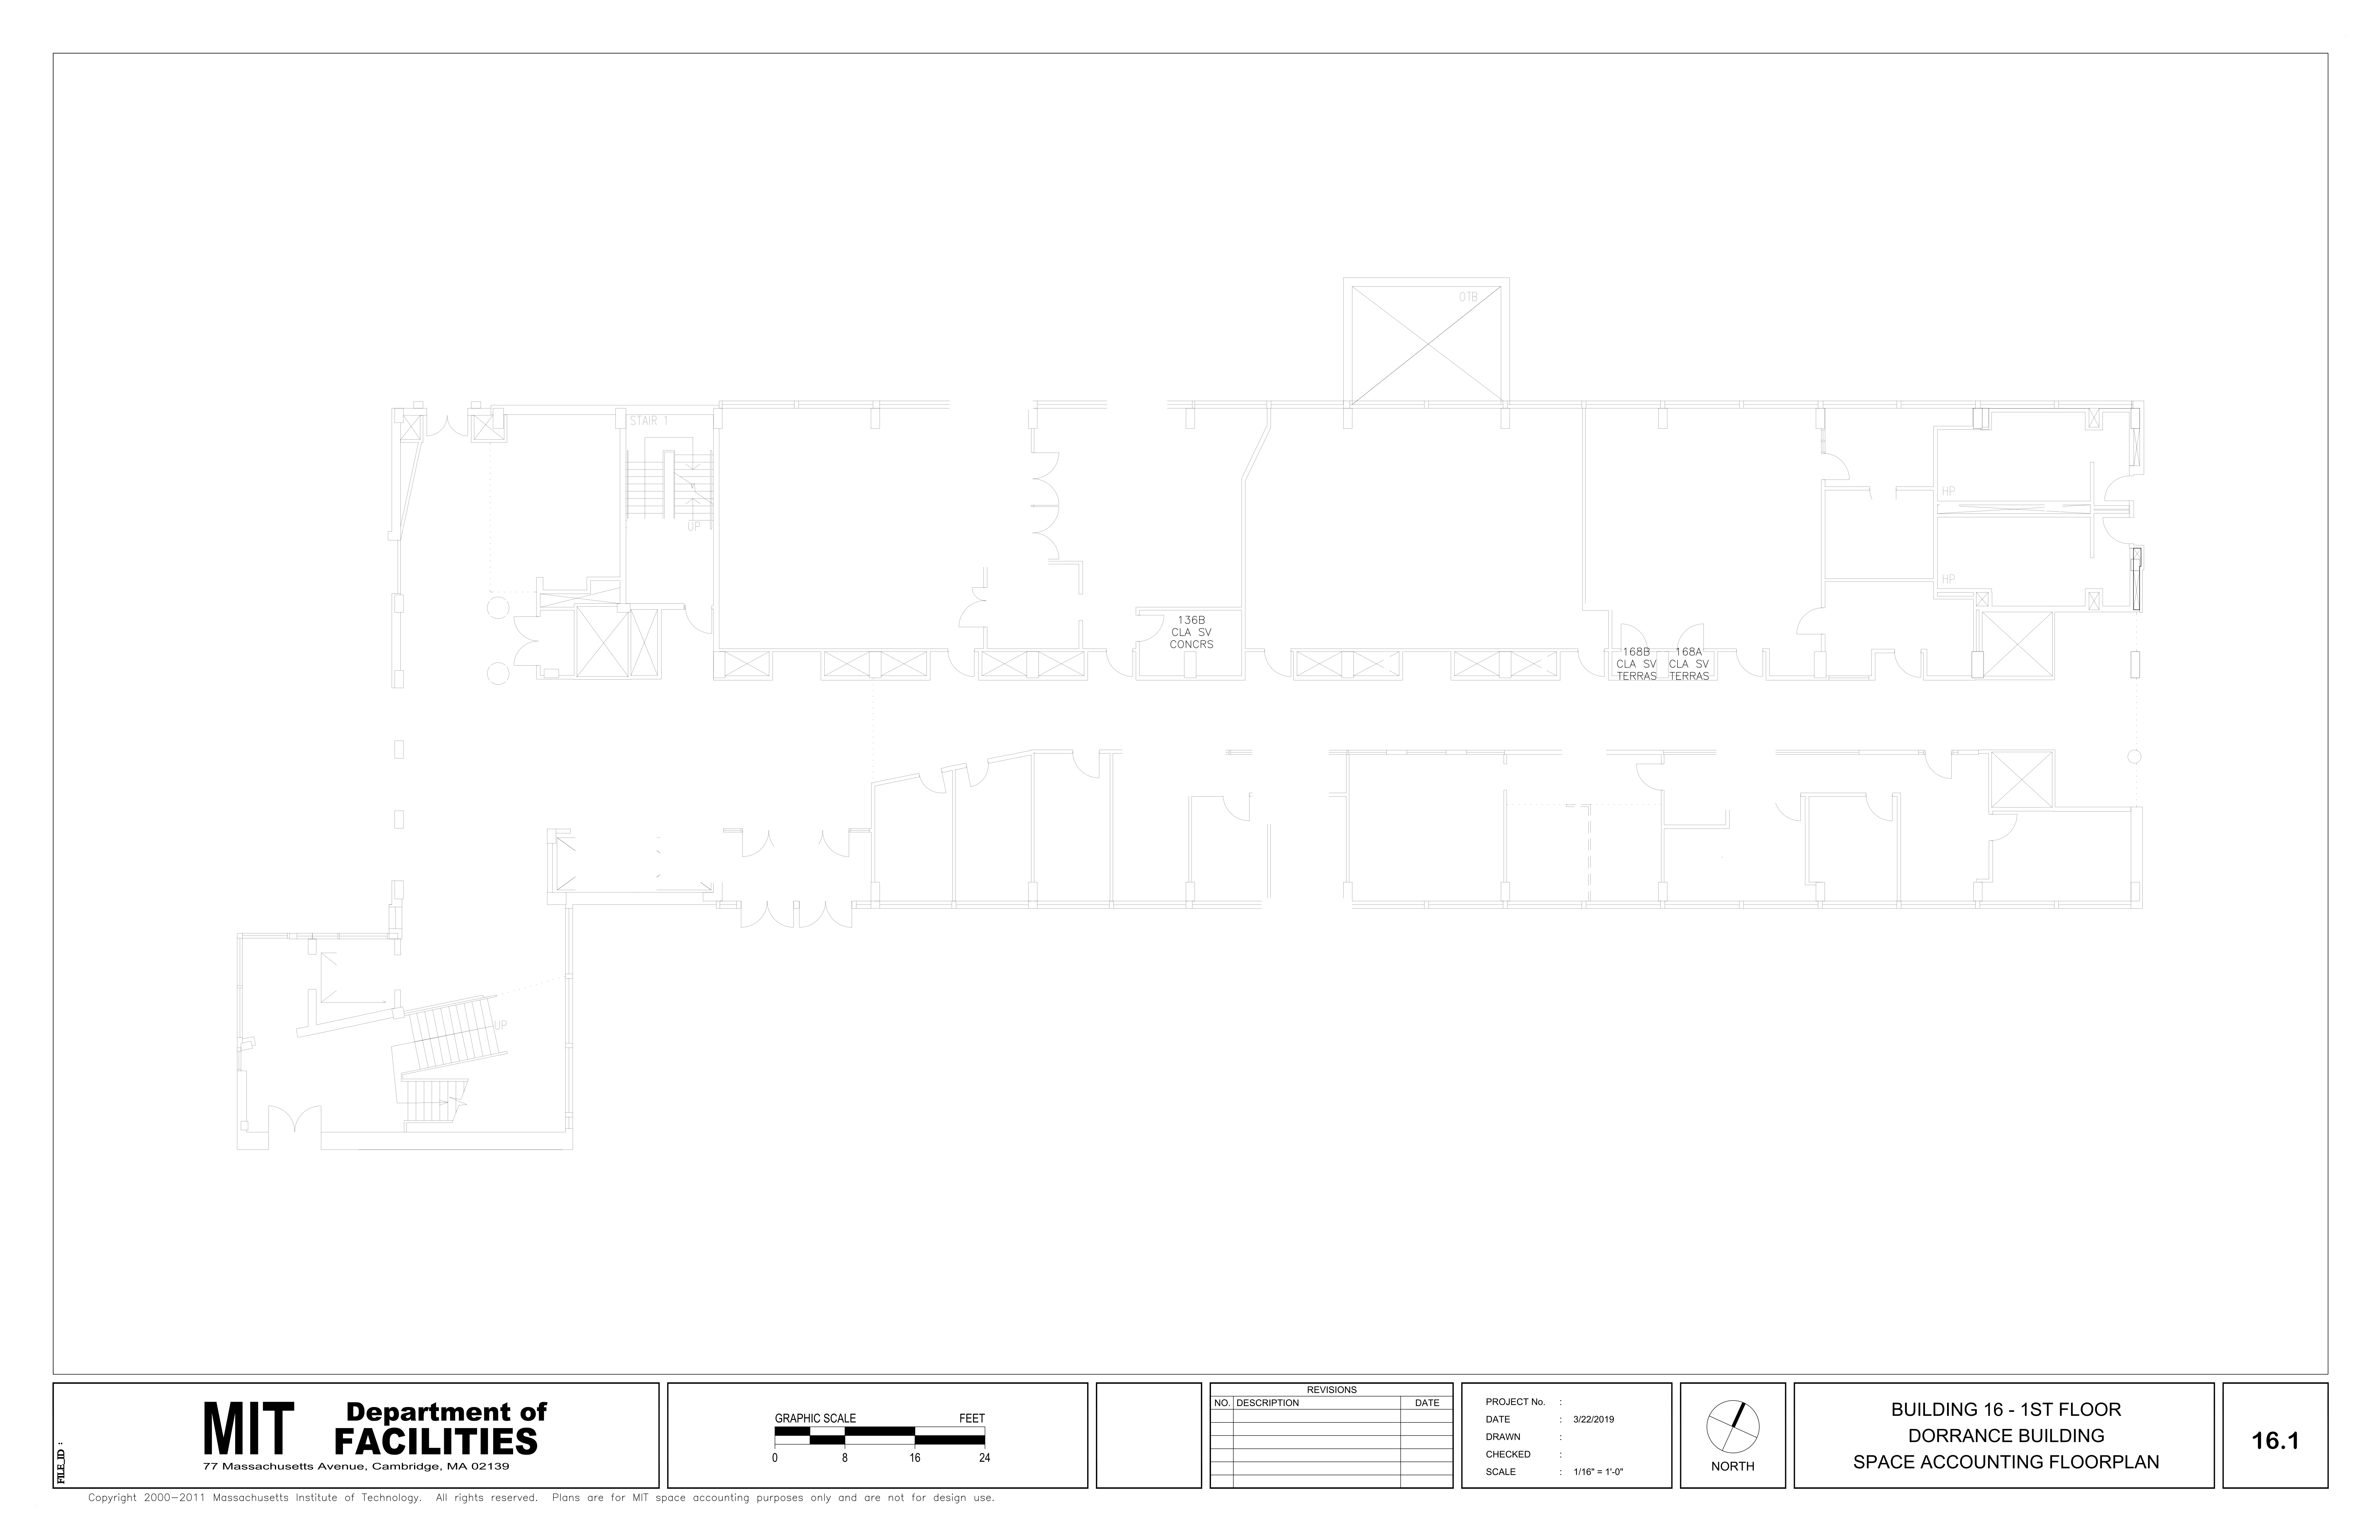 OTB
STAIR 1
UP
HP
HP
136B
CLA SV
CONCRS
168B
CLA SV
TERRAS
168A
CLA SV
TERRAS
UP
FILE_ID :
MIT
Department of
FACILITIES
77 Massachusetts Avenue, Cambridge, MA 02139
GRAPHIC SCALE FEET
0 8 16 24
REVISIONS
NO. DESCRIPTION DATE
PROJECT No. :
DATE : 3/22/2019
DRAWN :
CHECKED :
SCALE : 1/16" = 1'-0"
NORTH
BUILDING 16 - 1ST FLOOR
DORRANCE BUILDING
SPACE ACCOUNTING FLOORPLAN
16.1
Copyright 2000-2011 Massachusetts Institute of Technology. All rights reserved. Plans are for MIT space accounting purposes only and are not for design use.